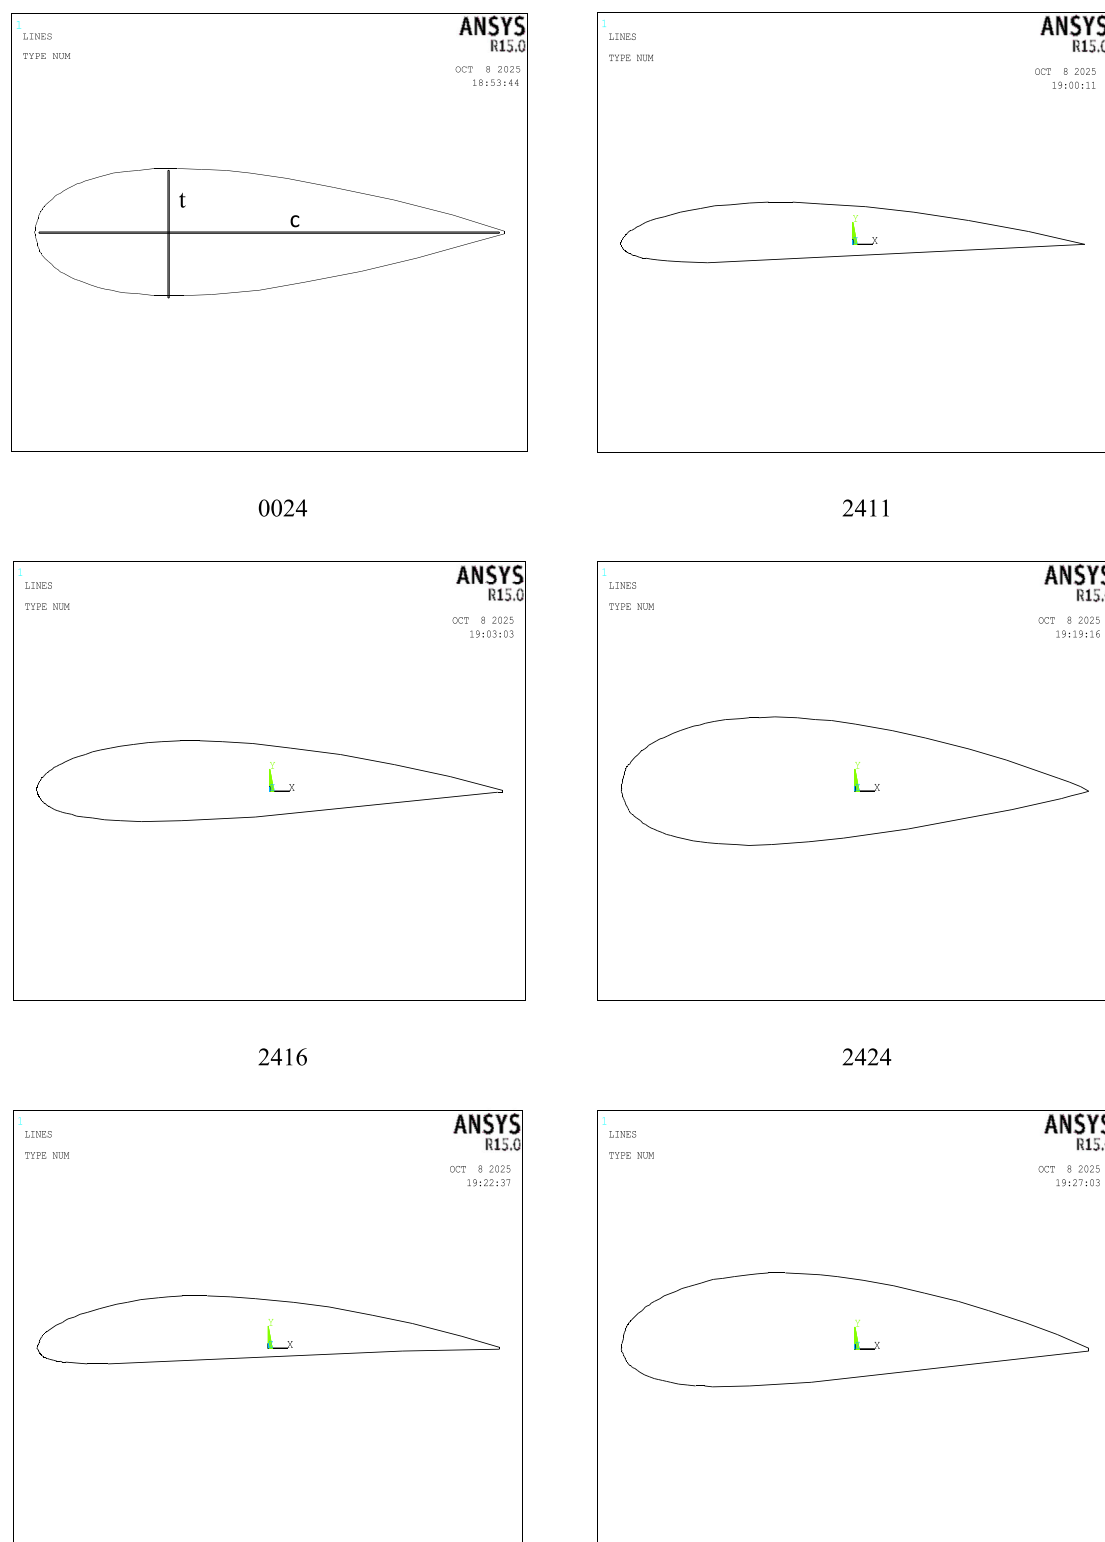 1
LINES
TYPE NUM
ANSYS
R15.0
OCT 8 2025
18:53:44
t
c
0024
1
LINES
TYPE NUM
ANSYS
R15.0
OCT 8 2025
19:00:11
Y
X
2411
1
LINES
TYPE NUM
ANSYS
R15.0
OCT 8 2025
19:03:03
Y
X
2416
1
LINES
TYPE NUM
ANSYS
R15.
OCT 8 2025
19:19:16
Y
X
2424
1
LINES
TYPE NUM
ANSYS
R15.0
OCT 8 2025
19:22:37
Y
X
1
LINES
TYPE NUM
ANSYS
R15.
OCT 8 2025
19:27:03
Y
X